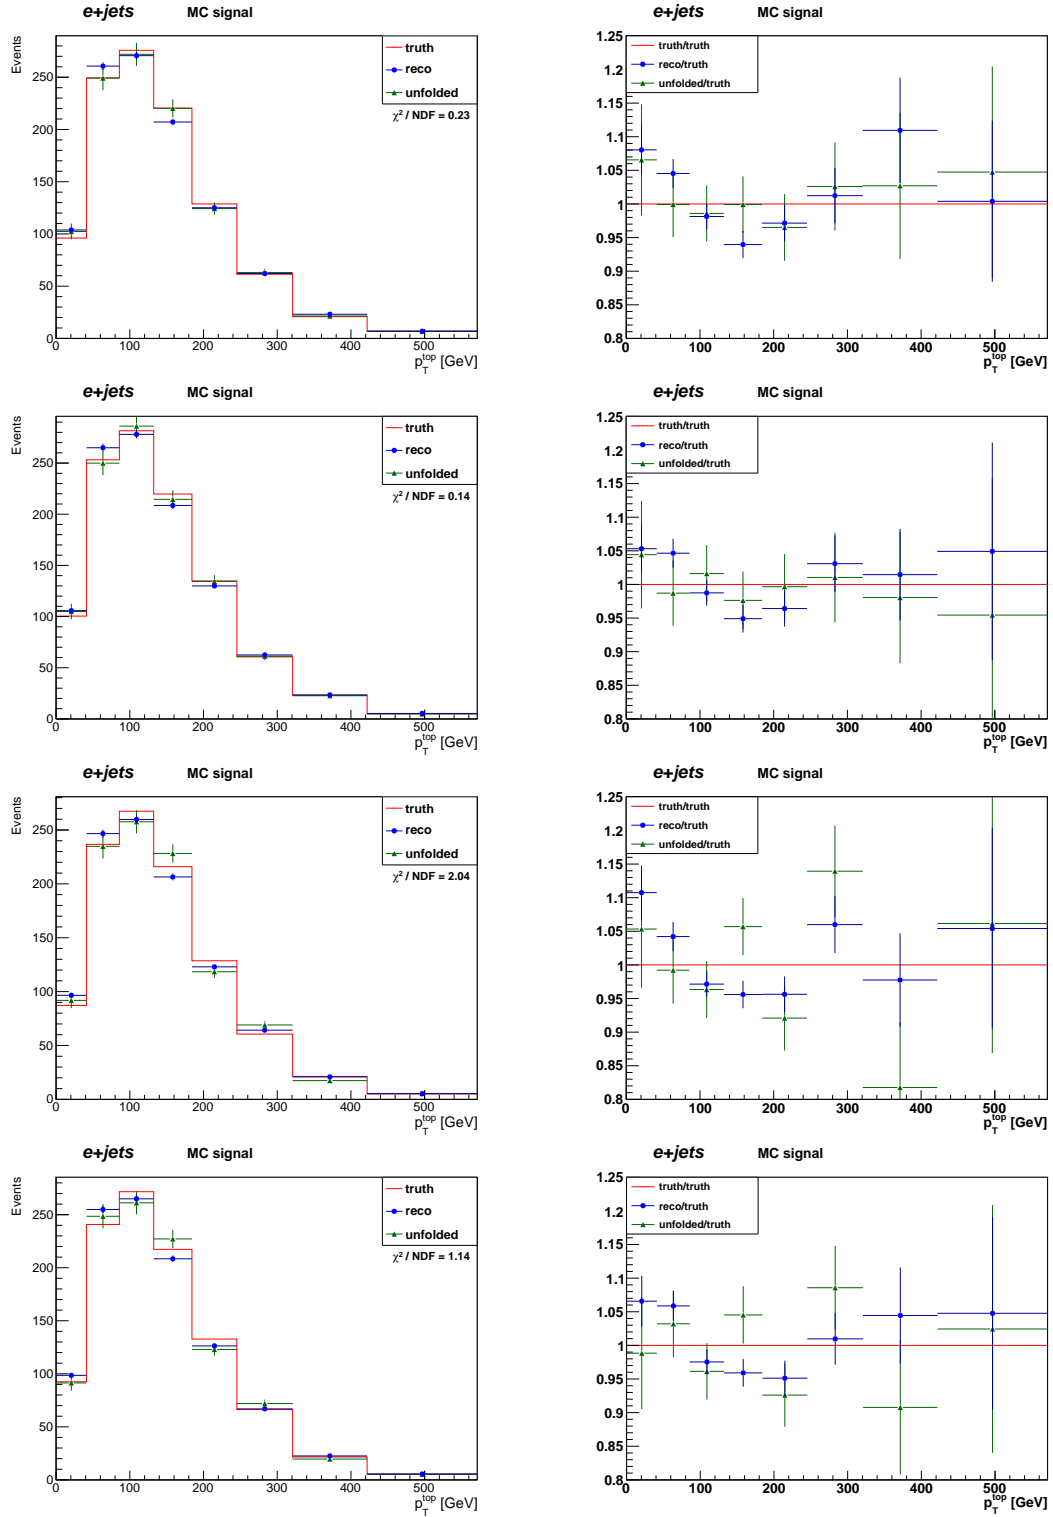 e+jets MC signal
Events
truth
reco
unfolded
χ² / NDF = 0.23
250
200
150
100
50
0
0 100 200 300 400 500
p_T^top [GeV]
e+jets MC signal
truth/truth
reco/truth
unfolded/truth
1.25
1.2
1.15
1.1
1.05
1
0.95
0.9
0.85
0.8
0 100 200 300 400 500
p_T^top [GeV]
e+jets MC signal
Events
truth
reco
unfolded
χ² / NDF = 0.14
250
200
150
100
50
0
0 100 200 300 400 500
p_T^top [GeV]
e+jets MC signal
truth/truth
reco/truth
unfolded/truth
1.25
1.2
1.15
1.1
1.05
1
0.95
0.9
0.85
0.8
0 100 200 300 400 500
p_T^top [GeV]
e+jets MC signal
Events
truth
reco
unfolded
χ² / NDF = 2.04
250
200
150
100
50
0
0 100 200 300 400 500
p_T^top [GeV]
e+jets MC signal
truth/truth
reco/truth
unfolded/truth
1.25
1.2
1.15
1.1
1.05
1
0.95
0.9
0.85
0.8
0 100 200 300 400 500
p_T^top [GeV]
e+jets MC signal
Events
truth
reco
unfolded
χ² / NDF = 1.14
250
200
150
100
50
0
0 100 200 300 400 500
p_T^top [GeV]
e+jets MC signal
truth/truth
reco/truth
unfolded/truth
1.25
1.2
1.15
1.1
1.05
1
0.95
0.9
0.85
0.8
0 100 200 300 400 500
p_T^top [GeV]